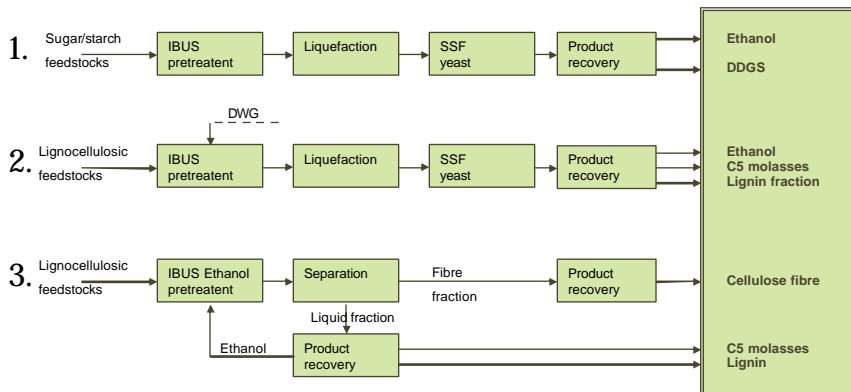 1.
Sugar/starch
feedstocks
IBUS
pretreatent
Liquefaction
SSF
yeast
Product
recovery
Ethanol
DDGS
DWG
2.
Lignocellulosic
feedstocks
IBUS
pretreatent
Liquefaction
SSF
yeast
Product
recovery
Ethanol
C5 molasses
Lignin fraction
3.
Lignocellulosic
feedstocks
IBUS Ethanol
pretreatent
Separation
Fibre
fraction
Product
recovery
Cellulose fibre
Liquid fraction
Ethanol
Product
recovery
C5 molasses
Lignin